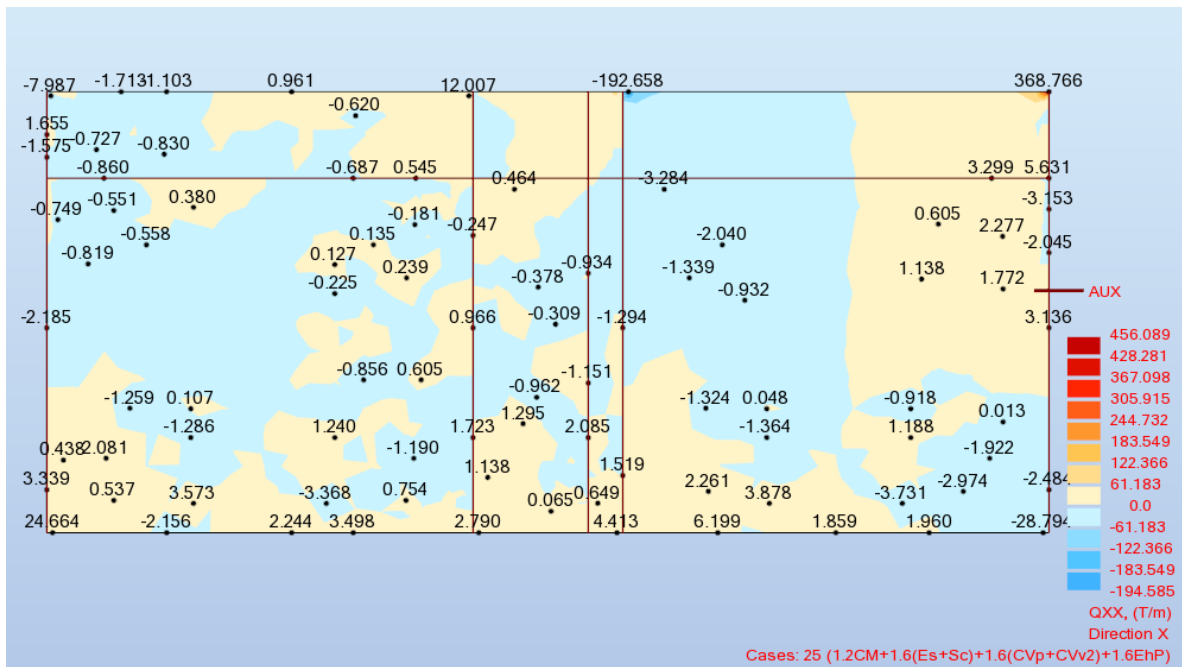 -7.987 -1.713 -1.103 0.961 12.007 -192.658 368.766
-0.620
1.655
-1.575 -0.727 -0.830
-0.860 -0.687 0.545 3.299 5.631
0.464 -3.284
-0.749 -0.551 0.380 -3.153
-0.181 -0.247 0.605 2.277
-0.558 0.135 -2.040 -2.045
-0.819 0.127 0.239 -0.934
-0.225 -0.378 -1.339 1.138 1.772
-0.932 AUX
-2.185 0.966 -0.309 -1.294 3.136
456.089
428.281
-0.856 0.605 -1.151 367.098
-0.962 305.915
-1.259 0.107 -1.324 0.048 -0.918 0.013
1.295 244.732
-1.286 1.240 1.723 2.085 -1.364 1.188
183.549
0.438 2.081 -1.190 -1.922
122.366
3.339 1.138 1.519 -2.974 -2.484
61.183
0.537 3.573 -3.368 0.754 0.065 0.649 2.261 3.878 -3.731
0.0
24.664 -2.156 2.244 3.498 2.790 4.413 6.199 1.859 1.960 -28.794
-61.183
-122.366
-183.549
-194.585
QXX, (T/m)
Direction X
Cases: 25 (1.2CM+1.6(Es+Sc)+1.6(CVp+CVv2)+1.6EhP)